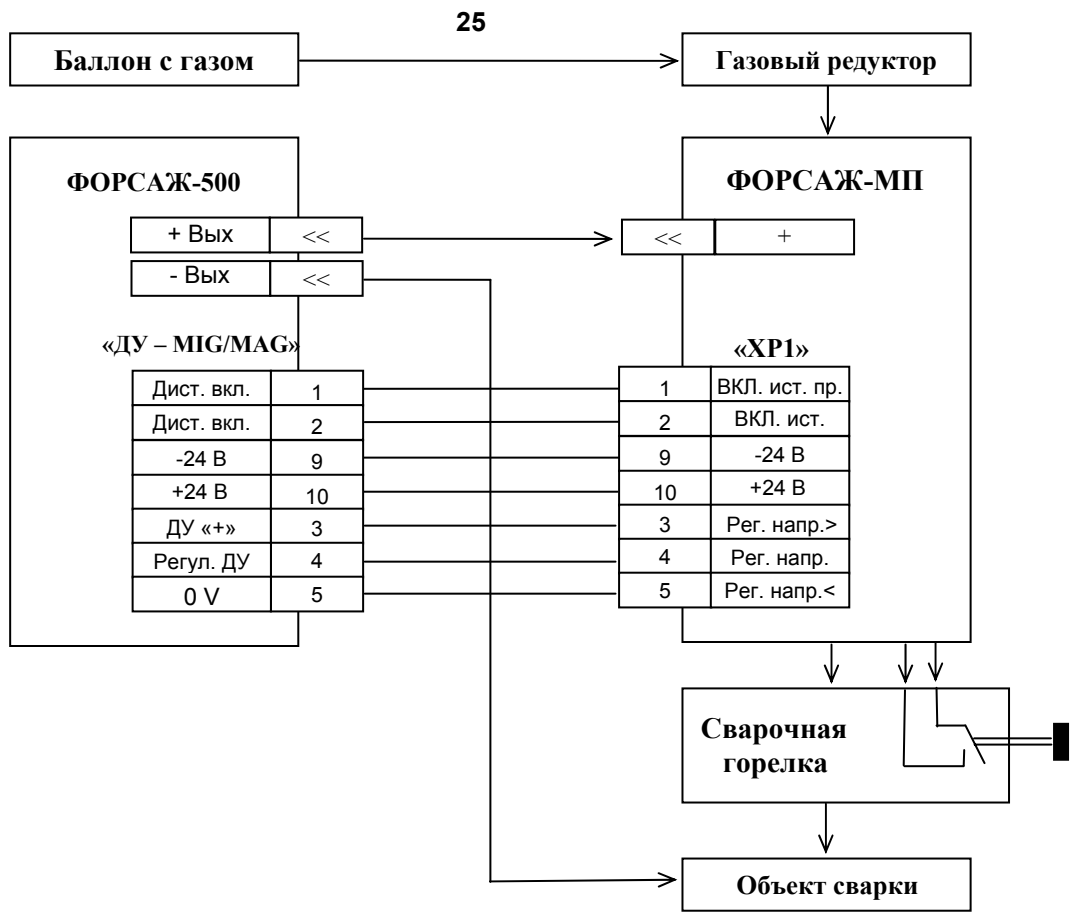 25
Баллон с газом
Газовый редуктор
ФОРСАЖ-500
ФОРСАЖ-МП
+ Вых <<
<< +
- Вых <<
«ДУ – MIG/MAG»
«ХР1»
Дист. вкл. 1
1 ВКЛ. ист. пр.
Дист. вкл. 2
2 ВКЛ. ист.
-24 В 9
9 -24 В
+24 В 10
10 +24 В
ДУ «+» 3
3 Рег. напр.>
Регул. ДУ 4
4 Рег. напр.
0 V 5
5 Рег. напр.<
Сварочная
горелка
Объект сварки